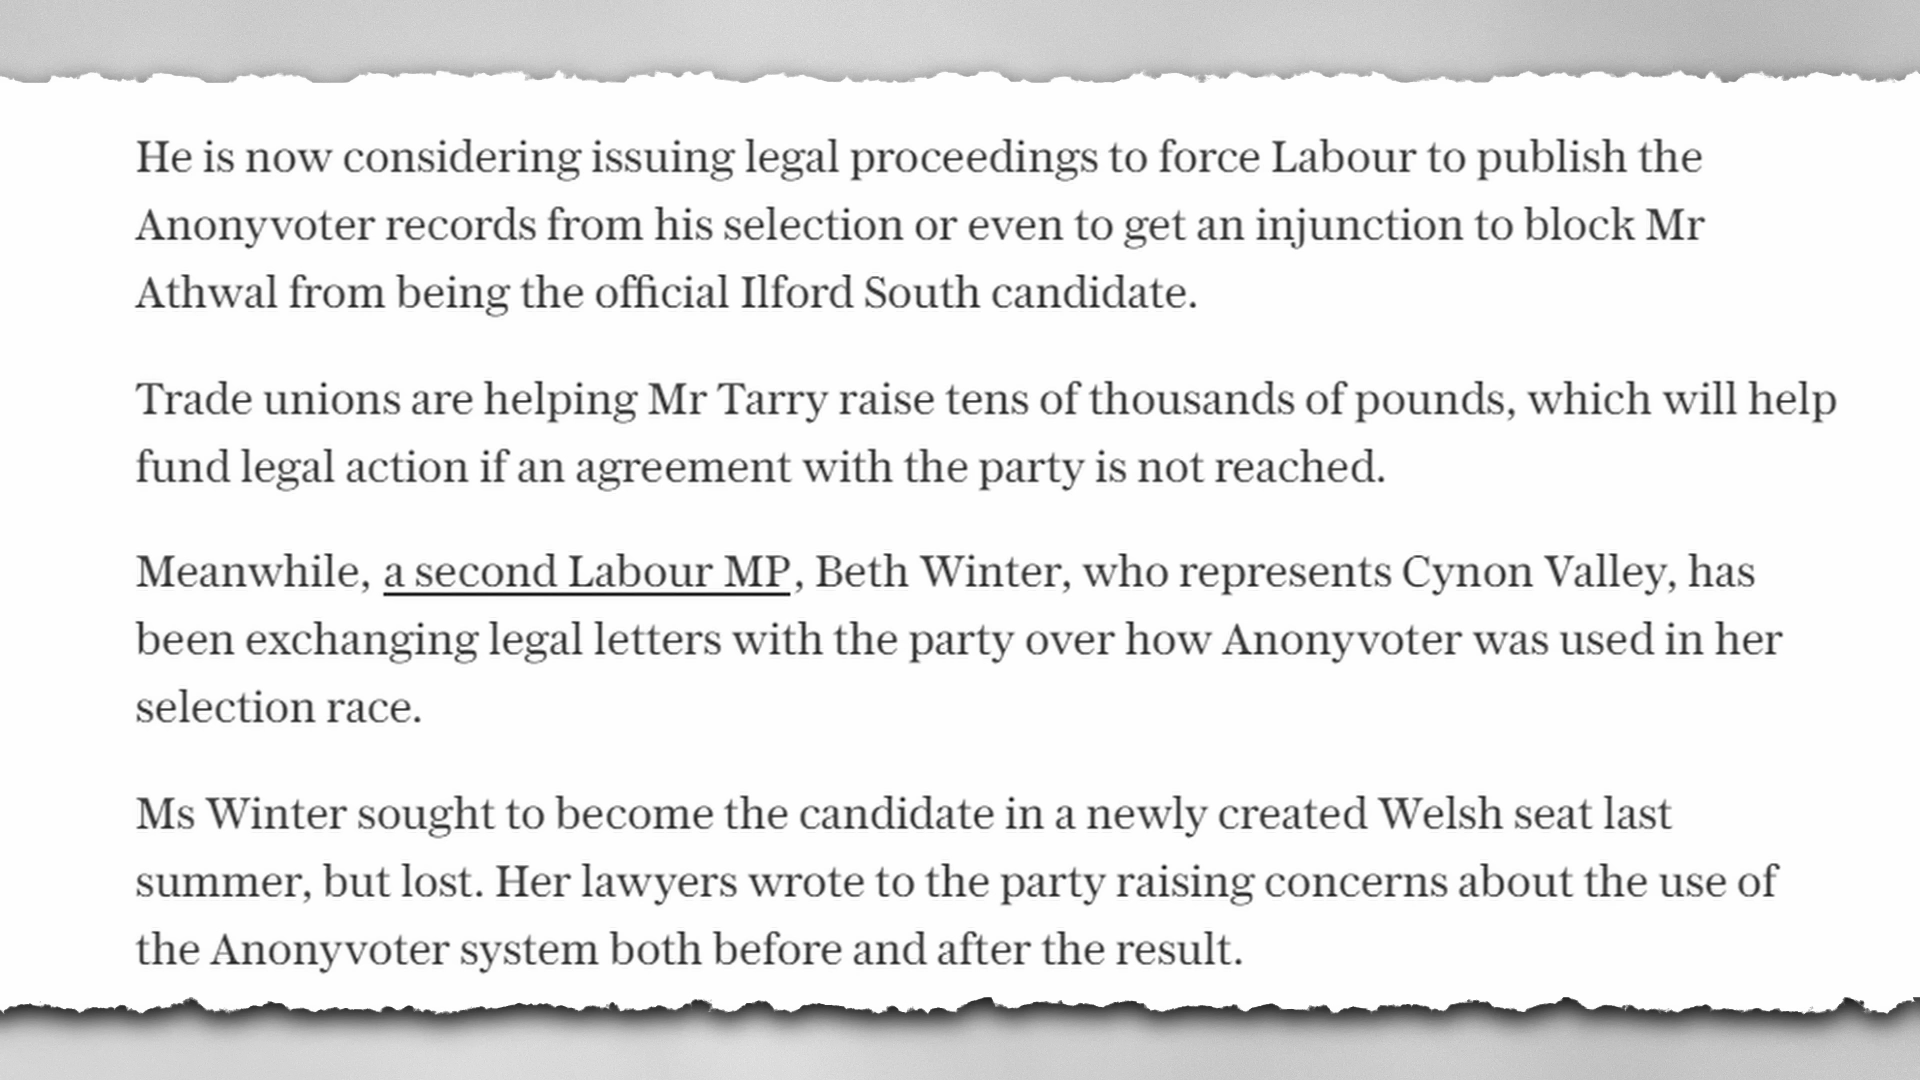 He is now considering issuing legal proceedings to force Labour to publish the
Anonyvoter records from his selection or even to get an injunction to block Mr
Athwal from being the official Ilford South candidate.
Trade unions are helping Mr Tarry raise tens of thousands of pounds, which will help
fund legal action if an agreement with the party is not reached.
Meanwhile, a second Labour MP, Beth Winter, who represents Cynon Valley, has
been exchanging legal letters with the party over how Anonyvoter was used in her
selection race.
Ms Winter sought to become the candidate in a newly created Welsh seat last
summer, but lost. Her lawyers wrote to the party raising concerns about the use of
the Anonyvoter system both before and after the result.